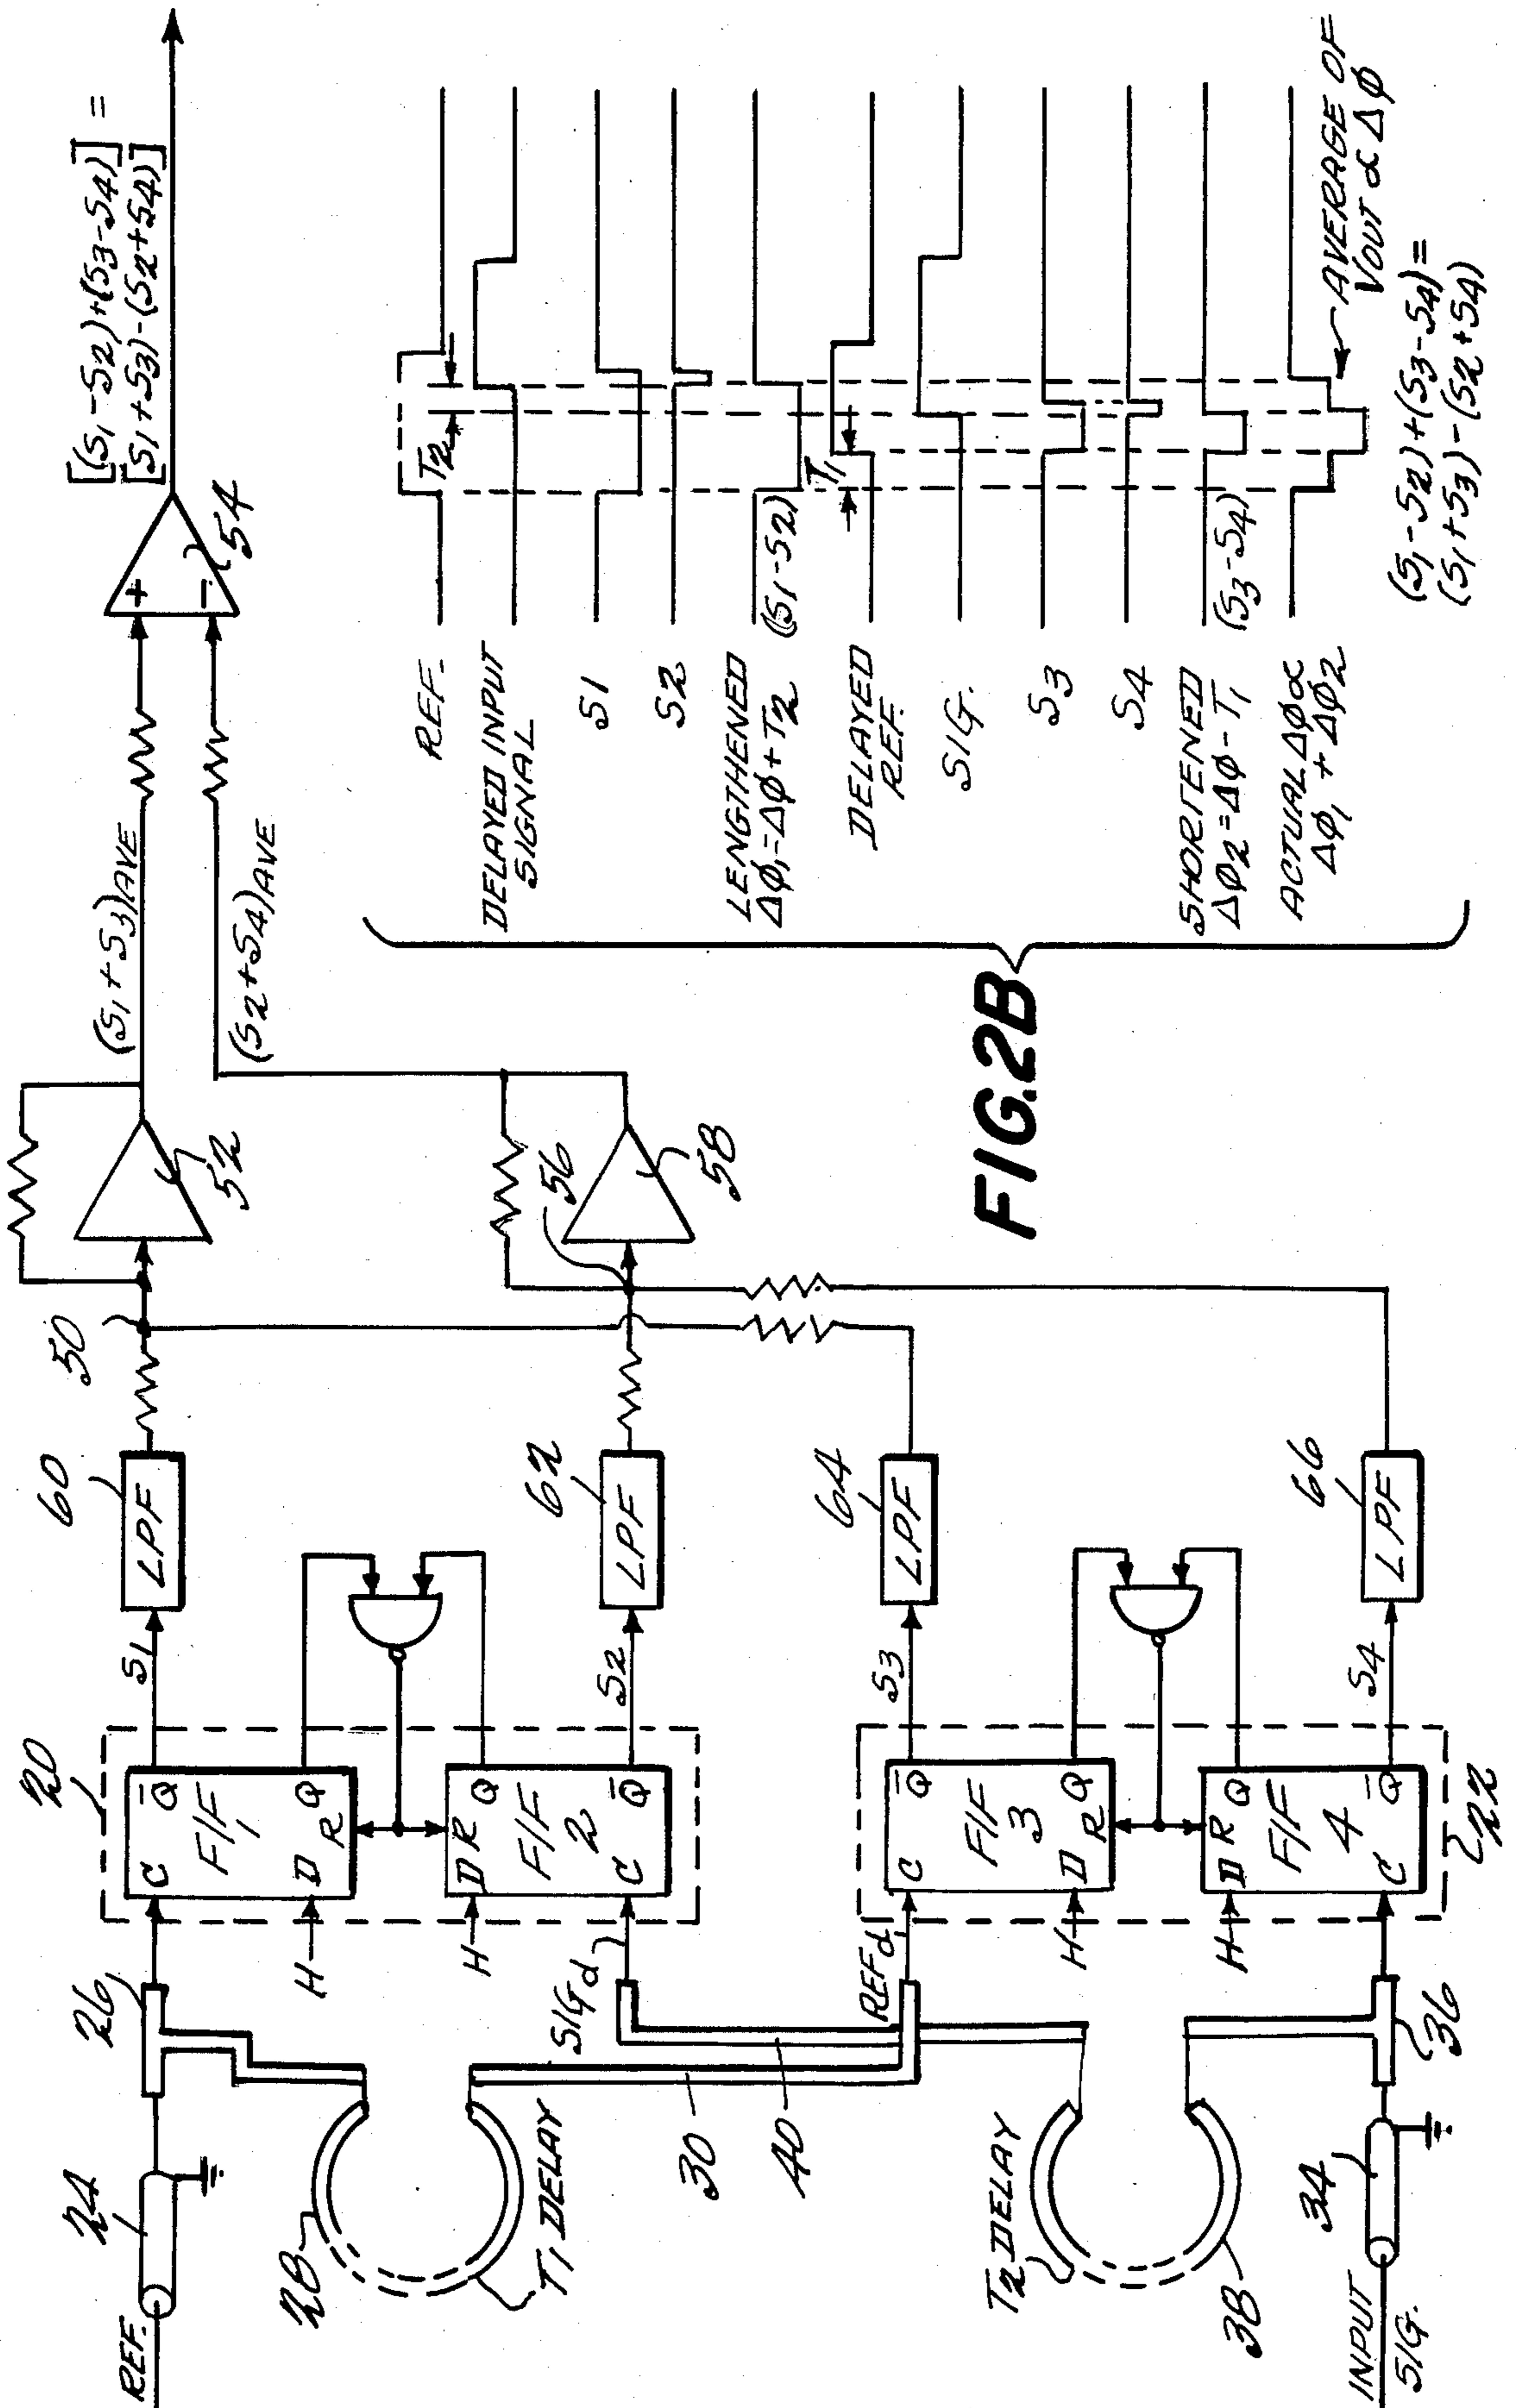 REF.
24
26
20
60
50
52
(S1+S3)AVE
[(S1-S2)+(S3-S4)] =
[(S1+S3)-(S2+S4)]
+
-
54
C
Q̄
F/F
1
D
R
Q
S1
LPF
H
28
T1 DELAY
H
D
R
Q
F/F
2
C
Q̄
S2
LPF
62
56
58
(S2+S4)AVE
SIGd
30
40
REFd
C
Q̄
F/F
3
D
R
Q
S3
LPF
64
H
T2 DELAY
38
H
D
R
Q
F/F
4
C
Q̄
S4
LPF
66
22
INPUT
SIG.
34
36
FIG.2B
REF.
T2
DELAYED INPUT
SIGNAL
S1
S2
LENGTHENED
Δϕ1=Δϕ+T2
(S1-S2)
T1
DELAYED
REF.
SIG.
S3
S4
SHORTENED
Δϕ2=Δϕ-T1
(S3-S4)
ACTUAL Δϕ∝
Δϕ1 + Δϕ2
AVERAGE OF
VOUT ∝ Δϕ
(S1-S2)+(S3-S4)=
(S1+S3)-(S2+S4)